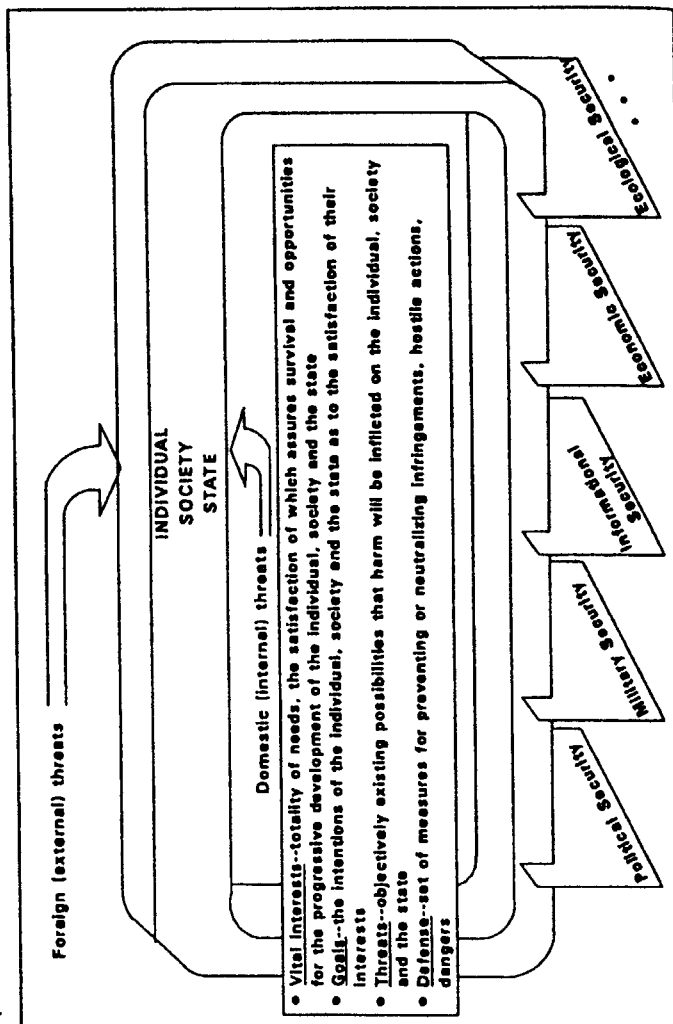 Foreign (external) threats
INDIVIDUAL
SOCIETY
STATE
Domestic (internal) threats
• Vital interests--totality of needs, the satisfaction of which assures survival and opportunities
for the progressive development of the individual, society and the state
• Goals--the intentions of the individual, society and the state as to the satisfaction of their
interests
• Threats--objectively existing possibilities that harm will be inflicted on the individual, society
and the state
• Defense--set of measures for preventing or neutralizing infringements, hostile actions,
dangers
Political Security
Military Security
Informational
Security
Economic Security
Ecological Security
...